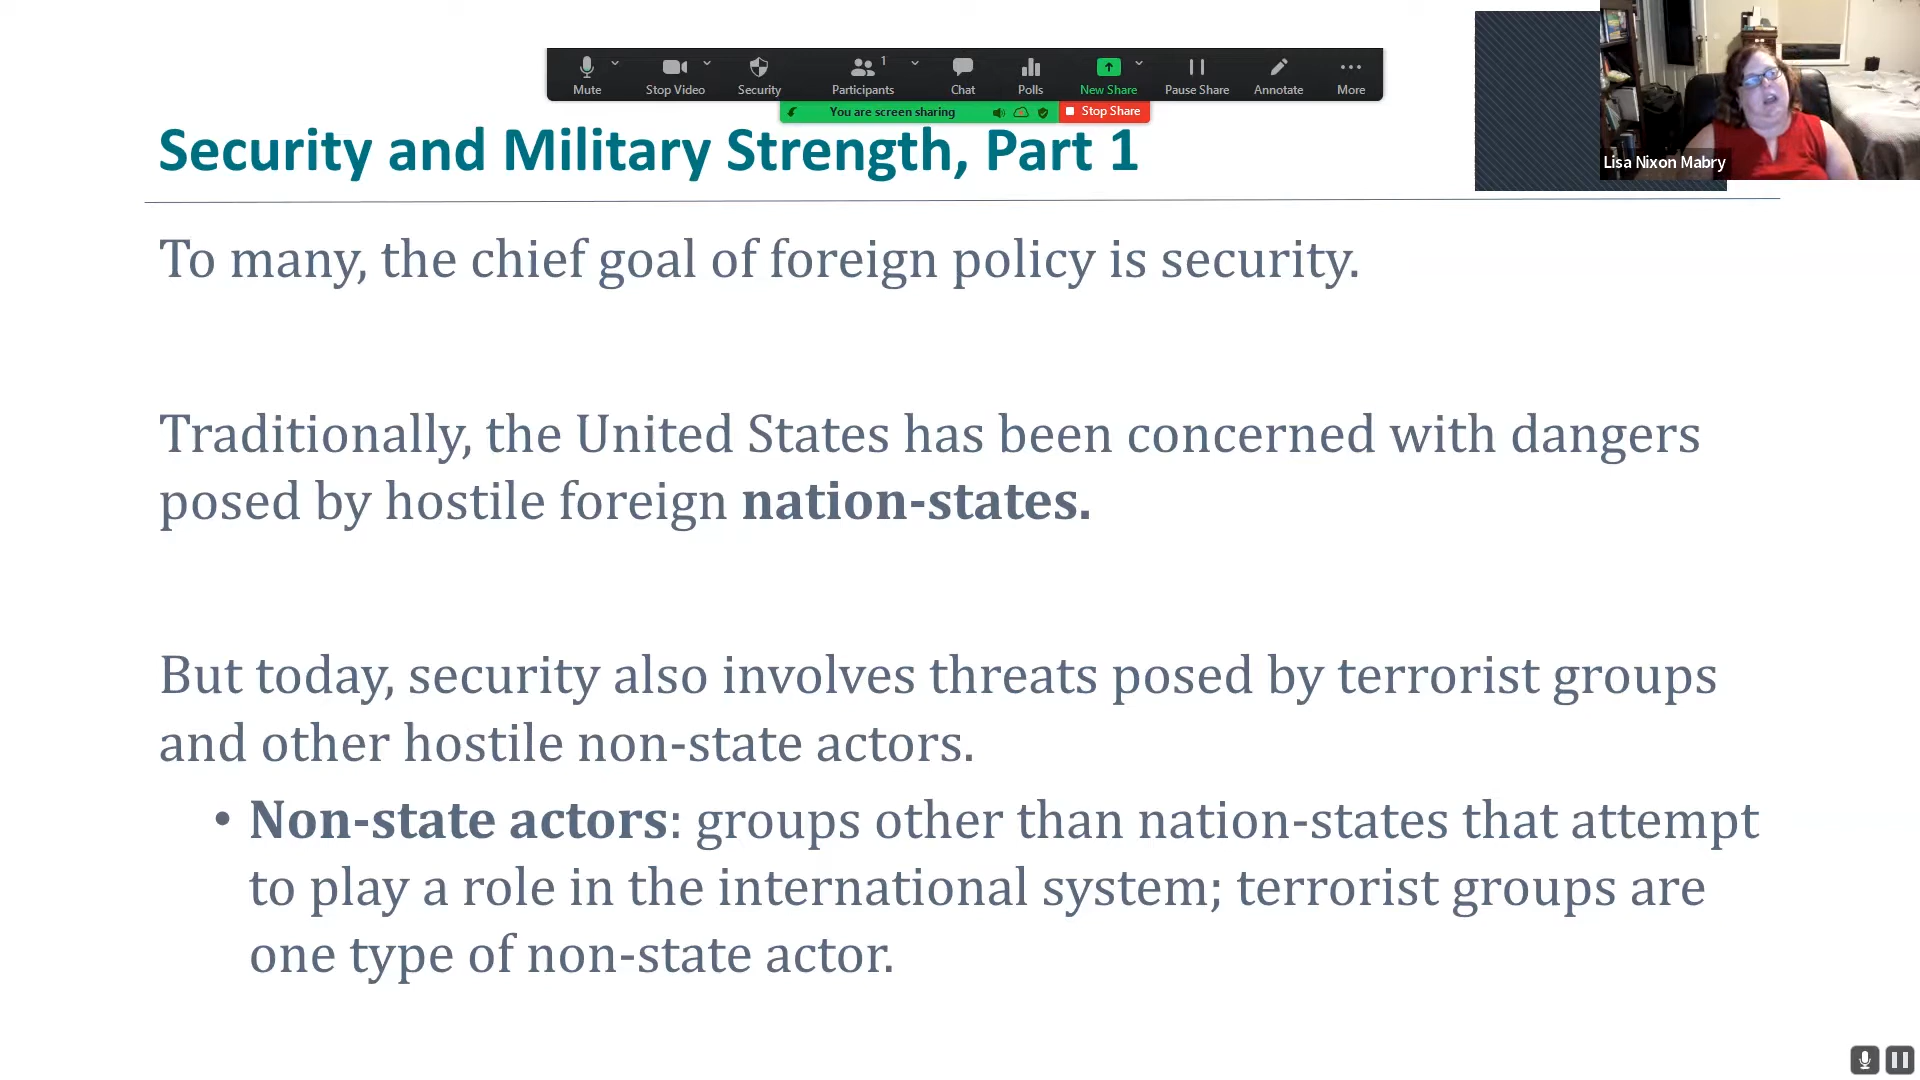 1
Mute
Stop Video
Security
Participants
Chat
Polls
New Share
Pause Share
Annotate
More
You are screen sharing
Stop Share
Lisa Nixon Mabry
Security and Military Strength, Part 1
To many, the chief goal of foreign policy is security.
Traditionally, the United States has been concerned with dangers
posed by hostile foreign nation-states.
But today, security also involves threats posed by terrorist groups
and other hostile non-state actors.
• Non-state actors: groups other than nation-states that attempt
to play a role in the international system; terrorist groups are
one type of non-state actor.